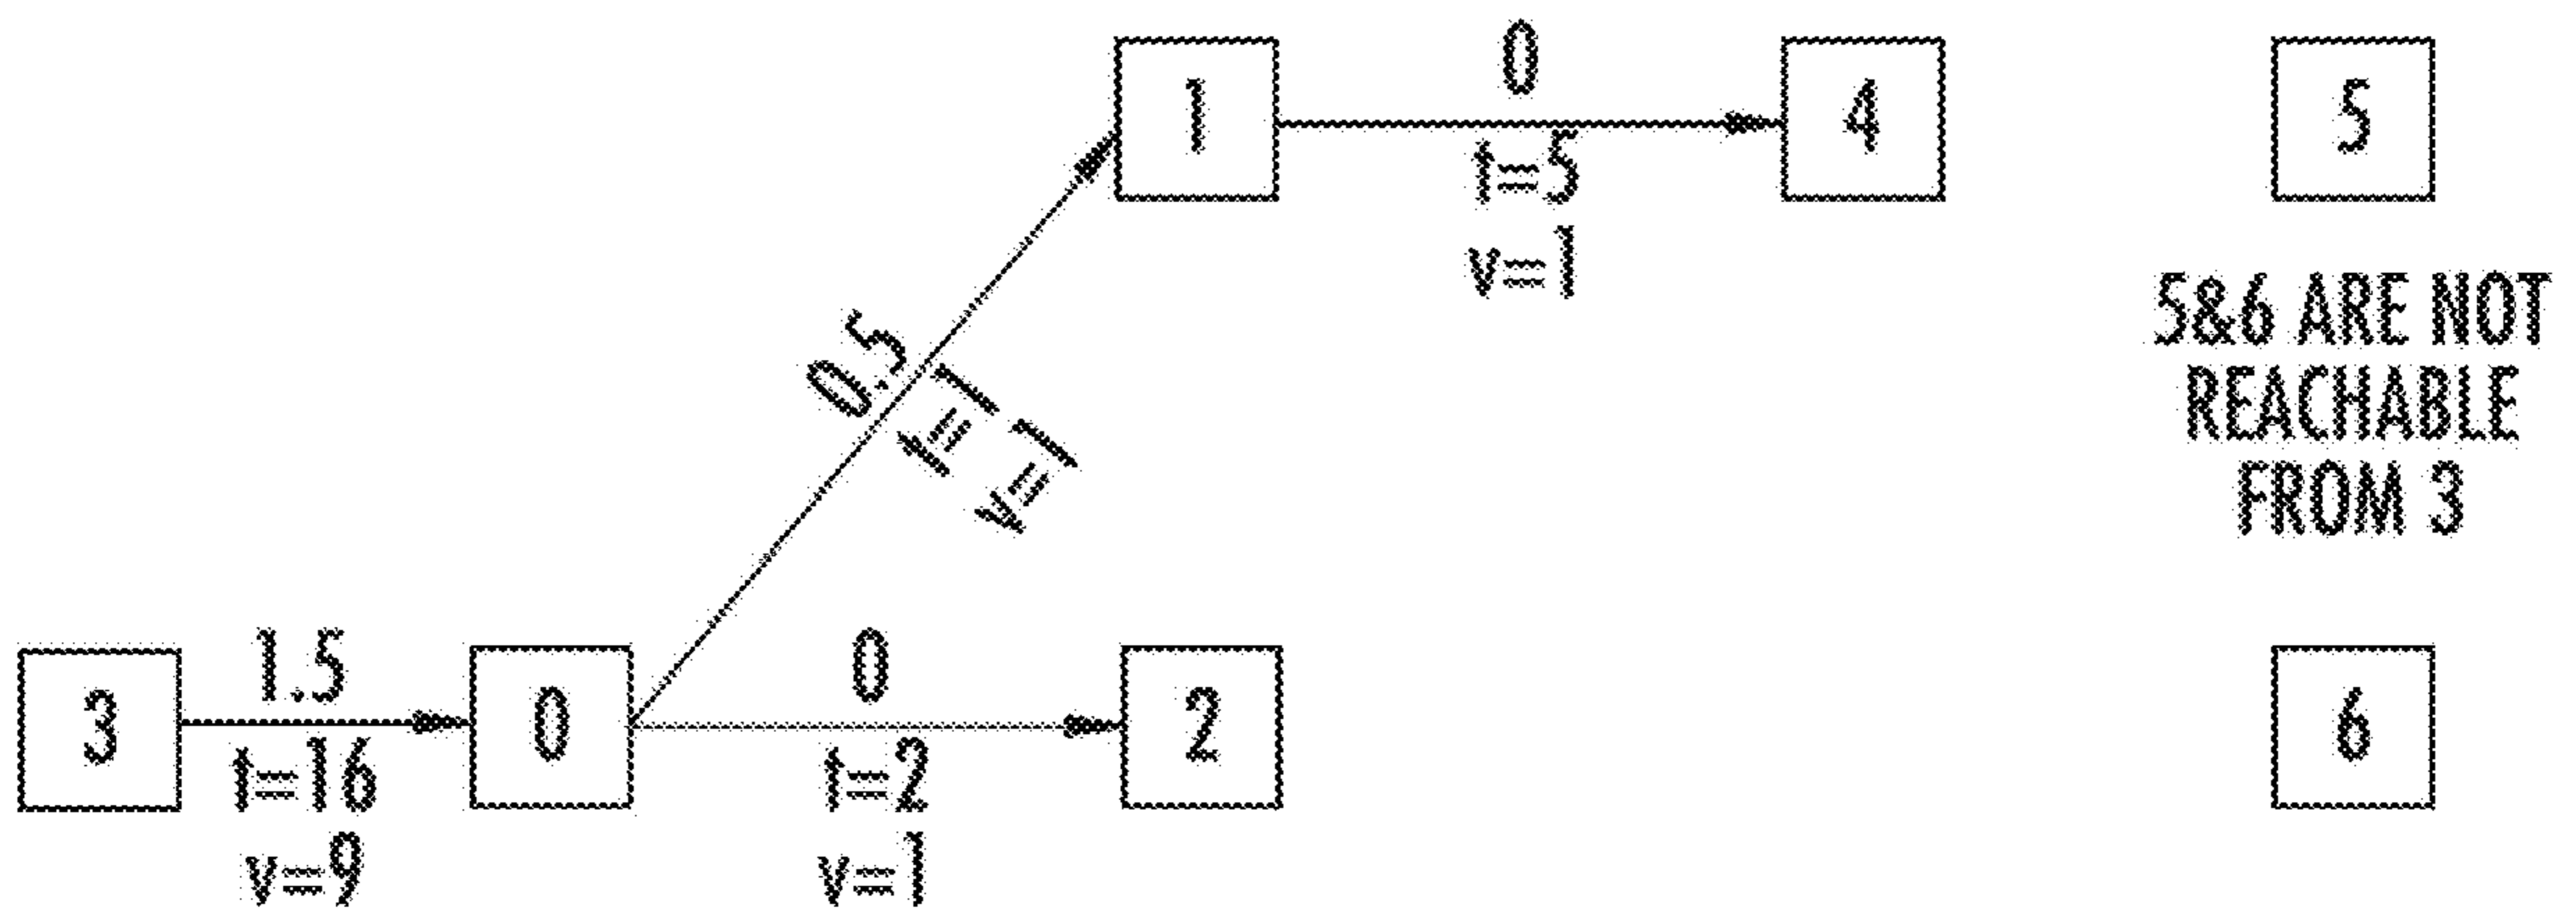 1
0
4
5
t=5
v=1
0.5
t=1
v=1
5&6 ARE NOT
REACHABLE
FROM 3
3
1.5
t=16
v=9
0
0
t=2
v=1
2
6